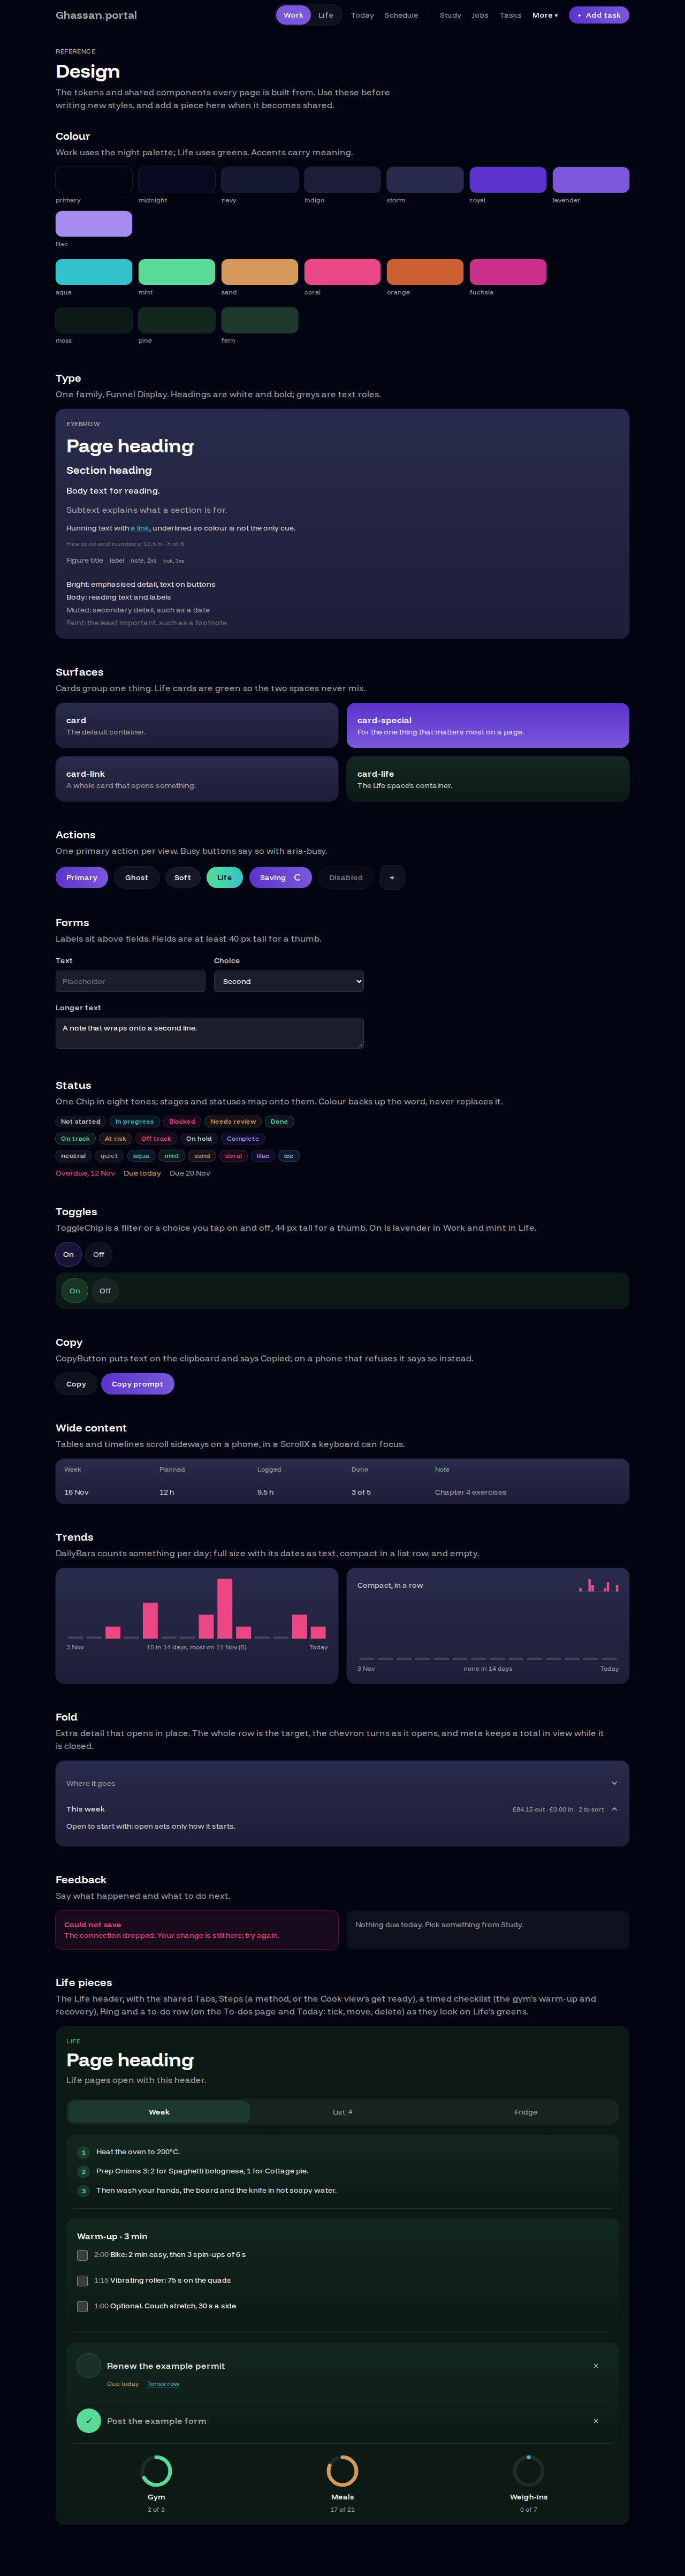 Ghassan.portal
Work Life Today Schedule Study Jobs Tasks More ▾ + Add task
REFERENCE
Design
The tokens and shared components every page is built from. Use these before
writing new styles, and add a piece here when it becomes shared.
Colour
Work uses the night palette; Life uses greens. Accents carry meaning.
primary midnight navy indigo storm royal lavender
lilac
aqua mint sand coral orange fuchsia
moss pine fern
Type
One family, Funnel Display. Headings are white and bold; greys are text roles.
EYEBROW
Page heading
Section heading
Body text for reading.
Subtext explains what a section is for.
Running text with a link, underlined so colour is not the only cue.
Fine print and numbers: 12.5 h · 3 of 8
Figure title label note, 2xs tick, 3xs
Bright: emphasised detail, text on buttons
Body: reading text and labels
Muted: secondary detail, such as a date
Faint: the least important, such as a footnote
Surfaces
Cards group one thing. Life cards are green so the two spaces never mix.
card
The default container.
card-special
For the one thing that matters most on a page.
card-link
A whole card that opens something.
card-life
The Life space's container.
Actions
One primary action per view. Busy buttons say so with aria-busy.
Primary Ghost Soft Life Saving Disabled +
Forms
Labels sit above fields. Fields are at least 40 px tall for a thumb.
Text Choice
Placeholder Second
Longer text
A note that wraps onto a second line.
Status
One Chip in eight tones; stages and statuses map onto them. Colour backs up the word, never replaces it.
Not started In progress Blocked Needs review Done
On track At risk Off track On hold Complete
neutral quiet aqua mint sand coral lilac ice
Overdue, 12 Nov Due today Due 20 Nov
Toggles
ToggleChip is a filter or a choice you tap on and off, 44 px tall for a thumb. On is lavender in Work and mint in Life.
On Off
On Off
Copy
CopyButton puts text on the clipboard and says Copied; on a phone that refuses it says so instead.
Copy Copy prompt
Wide content
Tables and timelines scroll sideways on a phone, in a ScrollX a keyboard can focus.
Week Planned Logged Done Note
16 Nov 12 h 9.5 h 3 of 5 Chapter 4 exercises
Trends
DailyBars counts something per day: full size with its dates as text, compact in a list row, and empty.
3 Nov 15 in 14 days, most on 11 Nov (5) Today
Compact, in a row
3 Nov none in 14 days Today
Fold
Extra detail that opens in place. The whole row is the target, the chevron turns as it opens, and meta keeps a total in view while it
is closed.
Where it goes
This week £84.15 out · £0.00 in · 2 to sort
Open to start with: open sets only how it starts.
Feedback
Say what happened and what to do next.
Could not save
The connection dropped. Your change is still here; try again.
Nothing due today. Pick something from Study.
Life pieces
The Life header, with the shared Tabs, Steps (a method, or the Cook view's get ready), a timed checklist (the gym's warm-up and
recovery), Ring and a to-do row (on the To-dos page and Today: tick, move, delete) as they look on Life's greens.
LIFE
Page heading
Life pages open with this header.
Week List 4 Fridge
1 Heat the oven to 200°C.
2 Prep Onions 3: 2 for Spaghetti bolognese, 1 for Cottage pie.
3 Then wash your hands, the board and the knife in hot soapy water.
Warm-up · 3 min
2:00 Bike: 2 min easy, then 3 spin-ups of 6 s
1:15 Vibrating roller: 75 s on the quads
1:00 Optional. Couch stretch, 30 s a side
Renew the example permit ×
Due today Tomorrow
✓ Post the example form ×
Gym Meals Weigh-ins
2 of 3 17 of 21 0 of 7